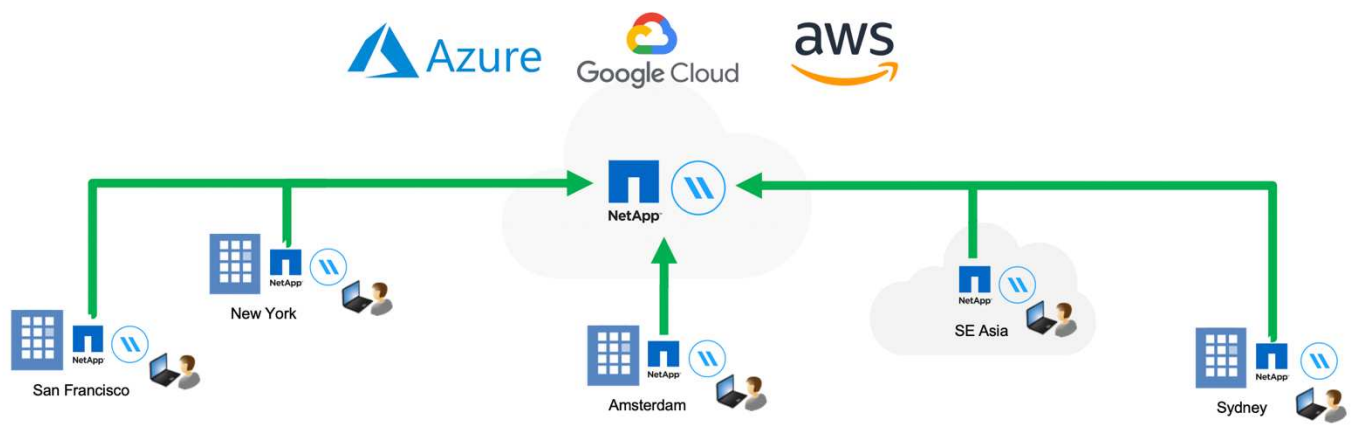 Azure
Google Cloud
aws
NetApp
New York
NetApp
San Francisco
NetApp
Amsterdam
NetApp
SE Asia
NetApp
Sydney
NetApp